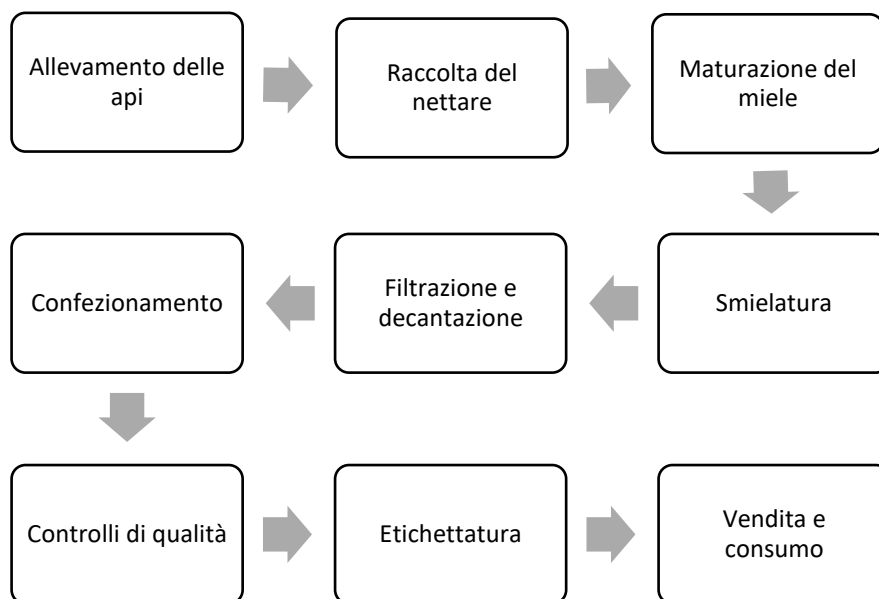 Allevamento delle
api
Raccolta del
nettare
Maturazione del
miele
Smielatura
Filtrazione e
decantazione
Confezionamento
Controlli di qualità
Etichettatura
Vendita e
consumo